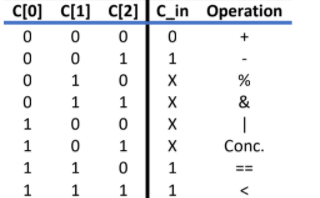 C[0] C[1] C[2] C_in Operation
0 0 0 0 +
0 0 1 1 -
0 1 0 X %
0 1 1 X &
1 0 0 X |
1 0 1 X Conc.
1 1 0 1 ==
1 1 1 1 <